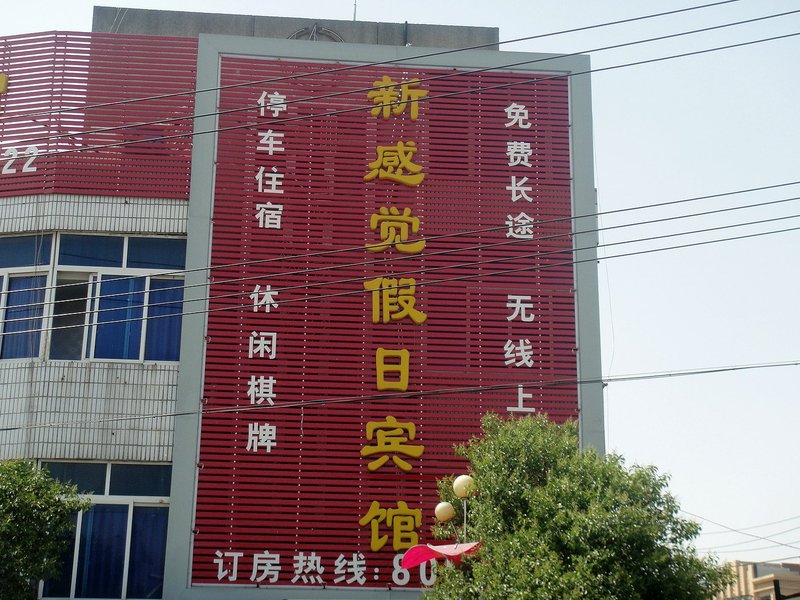 22
停车住宿 休闲棋牌
新感觉假日宾馆
免费长途 无线上
订房热线:80